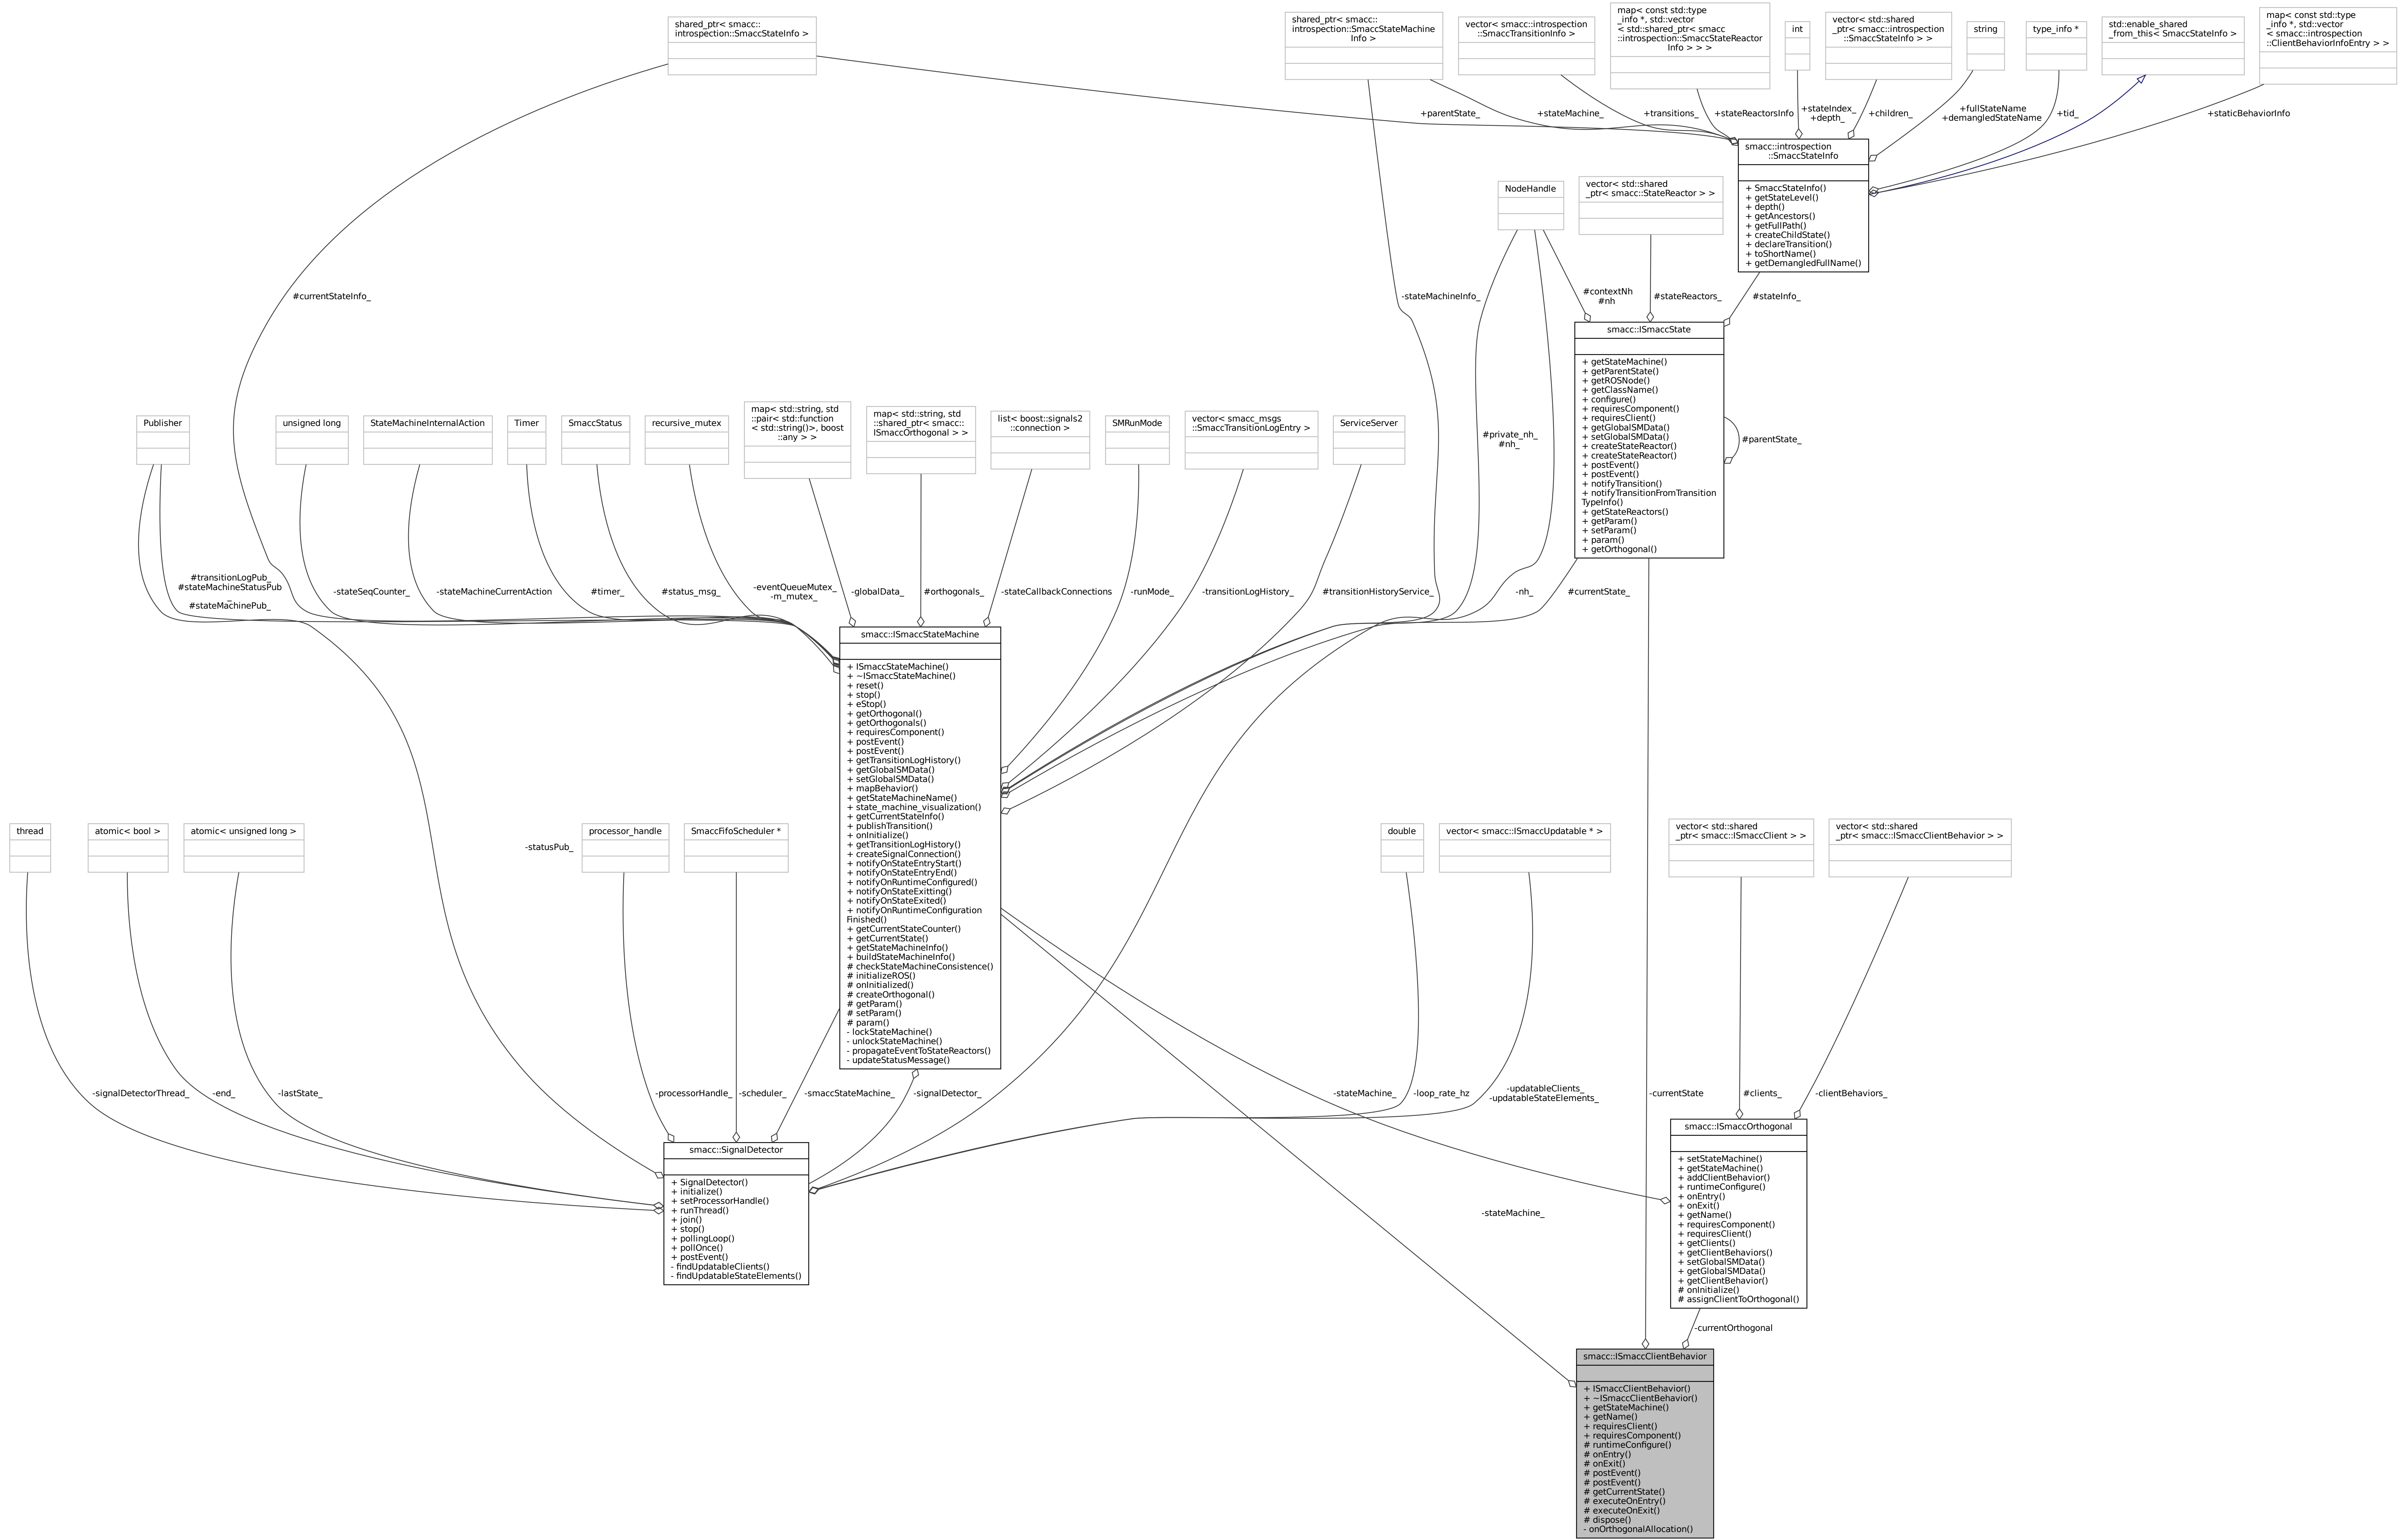 shared_ptr< smacc::
introspection::SmaccStateInfo >
shared_ptr< smacc::
introspection::SmaccStateMachine
Info >
vector< smacc::introspection
::SmaccTransitionInfo >
map< const std::type
_info *, std::vector
< std::shared_ptr< smacc
::introspection::SmaccStateReactor
Info > > >
int
vector< std::shared
_ptr< smacc::introspection
::SmaccStateInfo > >
string
type_info *
std::enable_shared
_from_this< SmaccStateInfo >
map< const std::type
_info *, std::vector
< smacc::introspection
::ClientBehaviorInfoEntry > >
+parentState_
+stateMachine_
+transitions_
+stateReactorsInfo
+stateIndex_
+depth_
+children_
+fullStateName
+demangledStateName
+tid_
+staticBehaviorInfo
smacc::introspection
::SmaccStateInfo
+ SmaccStateInfo()
+ getStateLevel()
+ depth()
+ getAncestors()
+ getFullPath()
+ createChildState()
+ declareTransition()
+ toShortName()
+ getDemangledFullName()
NodeHandle
vector< std::shared
_ptr< smacc::StateReactor > >
#currentStateInfo_
-stateMachineInfo_
#contextNh
#nh
#stateReactors_
#stateInfo_
smacc::ISmaccState
+ getStateMachine()
+ getParentState()
+ getROSNode()
+ getClassName()
+ configure()
+ requiresComponent()
+ requiresClient()
+ getGlobalSMData()
+ setGlobalSMData()
+ createStateReactor()
+ createStateReactor()
+ postEvent()
+ postEvent()
+ notifyTransition()
+ notifyTransitionFromTransition
TypeInfo()
+ getStateReactors()
+ getParam()
+ setParam()
+ param()
+ getOrthogonal()
#parentState_
#private_nh_
#nh_
Publisher
unsigned long
StateMachineInternalAction
Timer
SmaccStatus
recursive_mutex
map< std::string, std
::pair< std::function
< std::string()>, boost
::any > >
map< std::string, std
::shared_ptr< smacc::
ISmaccOrthogonal > >
list< boost::signals2
::connection >
SMRunMode
vector< smacc_msgs
::SmaccTransitionLogEntry >
ServiceServer
#transitionLogPub_
#stateMachineStatusPub
_
#stateMachinePub_
-stateSeqCounter_
-stateMachineCurrentAction
#timer_
#status_msg_
-eventQueueMutex_
-m_mutex_
-globalData_
#orthogonals_
-stateCallbackConnections
-runMode_
-transitionLogHistory_
#transitionHistoryService_
-nh_
#currentState_
smacc::ISmaccStateMachine
+ ISmaccStateMachine()
+ ~ISmaccStateMachine()
+ reset()
+ stop()
+ eStop()
+ getOrthogonal()
+ getOrthogonals()
+ requiresComponent()
+ postEvent()
+ postEvent()
+ getTransitionLogHistory()
+ getGlobalSMData()
+ setGlobalSMData()
+ mapBehavior()
+ getStateMachineName()
+ state_machine_visualization()
+ getCurrentStateInfo()
+ publishTransition()
+ onInitialize()
+ getTransitionLogHistory()
+ createSignalConnection()
+ notifyOnStateEntryStart()
+ notifyOnStateEntryEnd()
+ notifyOnRuntimeConfigured()
+ notifyOnStateExitting()
+ notifyOnStateExited()
+ notifyOnRuntimeConfiguration
Finished()
+ getCurrentStateCounter()
+ getCurrentState()
+ getStateMachineInfo()
+ buildStateMachineInfo()
# checkStateMachineConsistence()
# initializeROS()
# onInitialized()
# createOrthogonal()
# getParam()
# setParam()
# param()
- lockStateMachine()
- unlockStateMachine()
- propagateEventToStateReactors()
- updateStatusMessage()
thread
atomic< bool >
atomic< unsigned long >
-statusPub_
processor_handle
SmaccFifoScheduler *
double
vector< smacc::ISmaccUpdatable * >
vector< std::shared
_ptr< smacc::ISmaccClient > >
vector< std::shared
_ptr< smacc::ISmaccClientBehavior > >
-signalDetectorThread_
-end_
-lastState_
-processorHandle_
-scheduler_
-smaccStateMachine_
-signalDetector_
-stateMachine_
-loop_rate_hz
-updatableClients_
-updatableStateElements_
-currentState
#clients_
-clientBehaviors_
smacc::SignalDetector
+ SignalDetector()
+ initialize()
+ setProcessorHandle()
+ runThread()
+ join()
+ stop()
+ pollingLoop()
+ pollOnce()
+ postEvent()
- findUpdatableClients()
- findUpdatableStateElements()
smacc::ISmaccOrthogonal
+ setStateMachine()
+ getStateMachine()
+ addClientBehavior()
+ runtimeConfigure()
+ onEntry()
+ onExit()
+ getName()
+ requiresComponent()
+ requiresClient()
+ getClients()
+ getClientBehaviors()
+ setGlobalSMData()
+ getGlobalSMData()
+ getClientBehavior()
# onInitialize()
# assignClientToOrthogonal()
-stateMachine_
-currentOrthogonal
smacc::ISmaccClientBehavior
+ ISmaccClientBehavior()
+ ~ISmaccClientBehavior()
+ getStateMachine()
+ getName()
+ requiresClient()
+ requiresComponent()
# runtimeConfigure()
# onEntry()
# onExit()
# postEvent()
# postEvent()
# getCurrentState()
# executeOnEntry()
# executeOnExit()
# dispose()
- onOrthogonalAllocation()